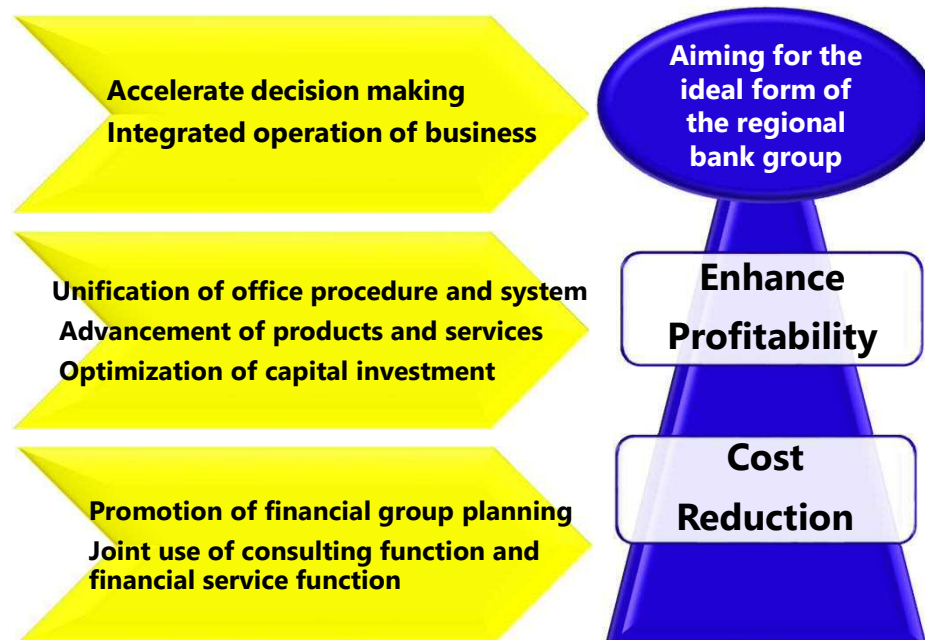 Accelerate decision making
Integrated operation of business
Aiming for the
ideal form of
the regional
bank group
Unification of office procedure and system
Advancement of products and services
Optimization of capital investment
Enhance
Profitability
Promotion of financial group planning
Joint use of consulting function and
financial service function
Cost
Reduction